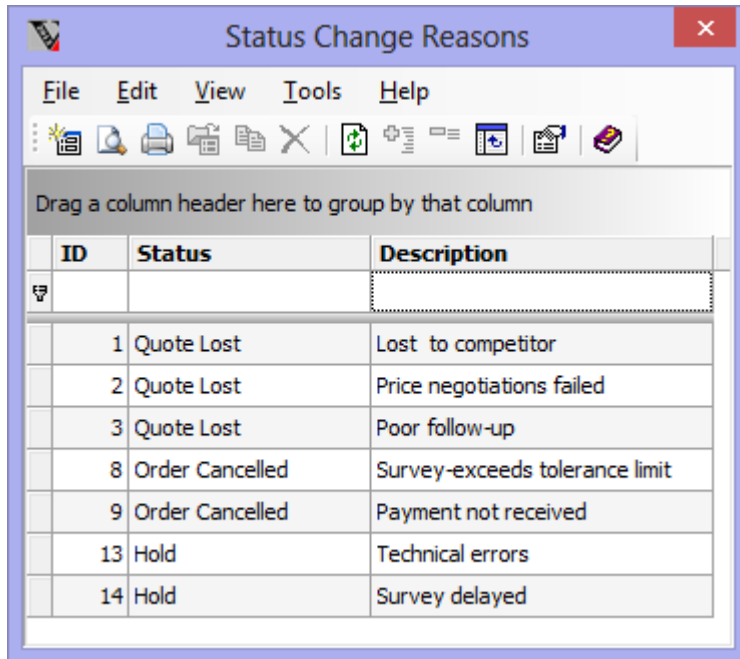 Status Change Reasons
File Edit View Tools Help
Drag a column header here to group by that column
ID Status Description
1 Quote Lost Lost to competitor
2 Quote Lost Price negotiations failed
3 Quote Lost Poor follow-up
8 Order Cancelled Survey-exceeds tolerance limit
9 Order Cancelled Payment not received
13 Hold Technical errors
14 Hold Survey delayed